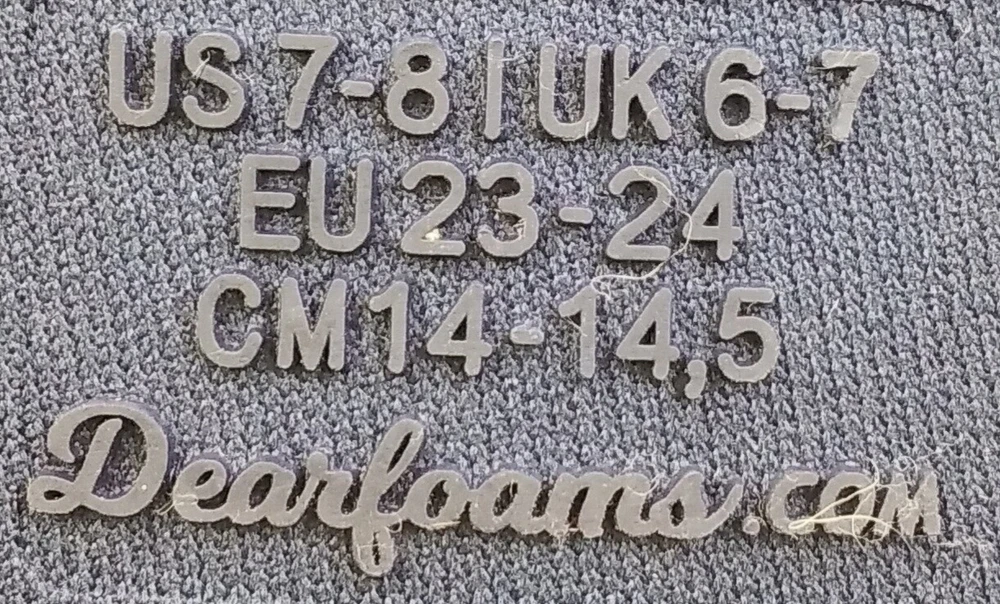 US 7-8 | UK 6-7
EU 23-24
CM 14-14,5
Dearfoams.com